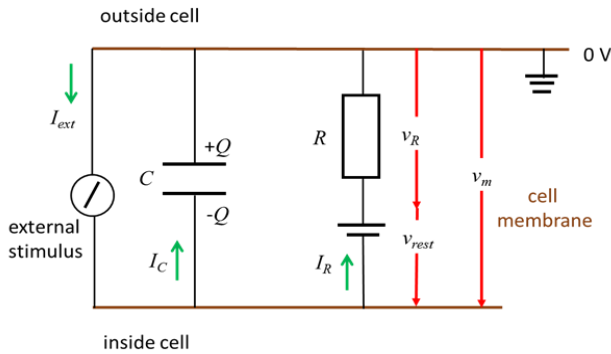 outside cell
0 V
I_ext
+Q
C
-Q
R
v_R
v_m
cell
membrane
external
stimulus
v_rest
I_C
I_R
inside cell